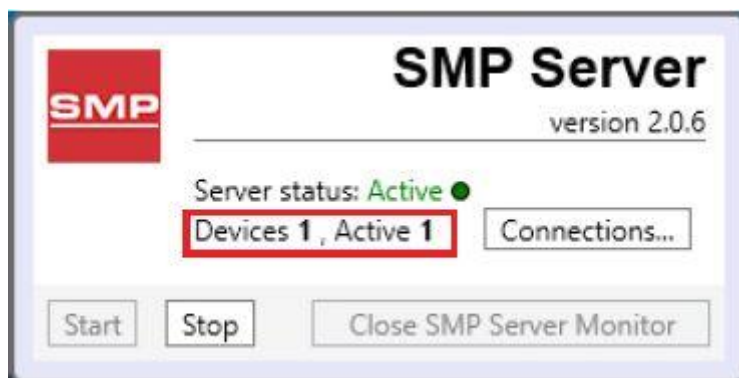 SMP
SMP Server
version 2.0.6
Server status: Active
Devices 1 , Active 1
Connections...
Start
Stop
Close SMP Server Monitor